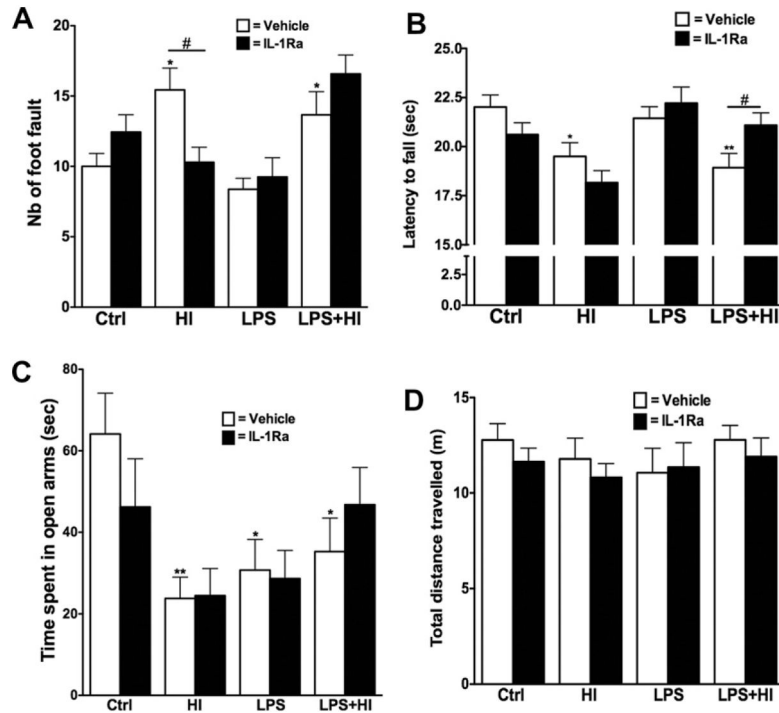 A
= Vehicle
= IL-1Ra
Nb of foot fault
20
15
10
5
0
*
#
*
Ctrl HI LPS LPS+HI
B
= Vehicle
= IL-1Ra
Latency to fall (sec)
25.0
22.5
20.0
17.5
15.0
2.5
0.0
*
#
**
Ctrl HI LPS LPS+HI
C
= Vehicle
= IL-1Ra
Time spent in open arms (sec)
80
60
40
20
0
**
*
*
Ctrl HI LPS LPS+HI
D
= Vehicle
= IL-1Ra
Total distance travelled (m)
15
10
5
0
Ctrl HI LPS LPS+HI